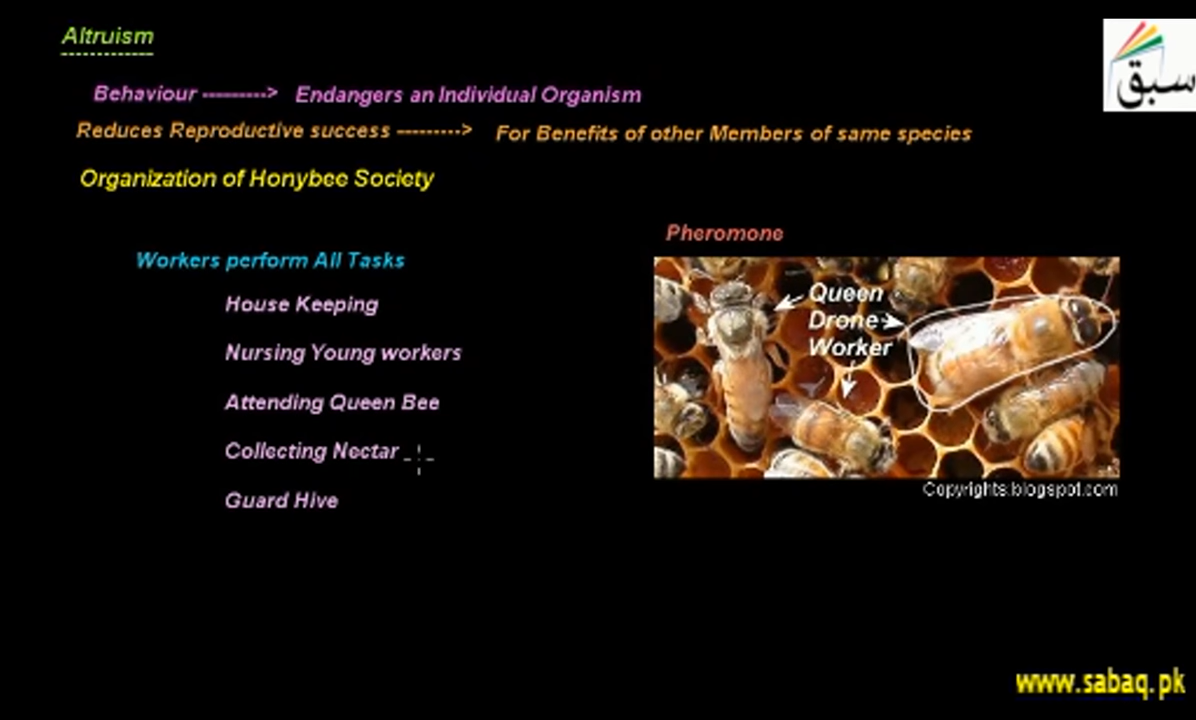 Altruism
Behaviour ---------> Endangers an Individual Organism
Reduces Reproductive success ---------> For Benefits of other Members of same species
Organization of Honybee Society
Pheromone
Workers perform All Tasks
House Keeping
Nursing Young workers
Attending Queen Bee
Collecting Nectar
Guard Hive
Queen
Drone
Worker
Copyrights.blogspot.com
سبق
www.sabaq.pk